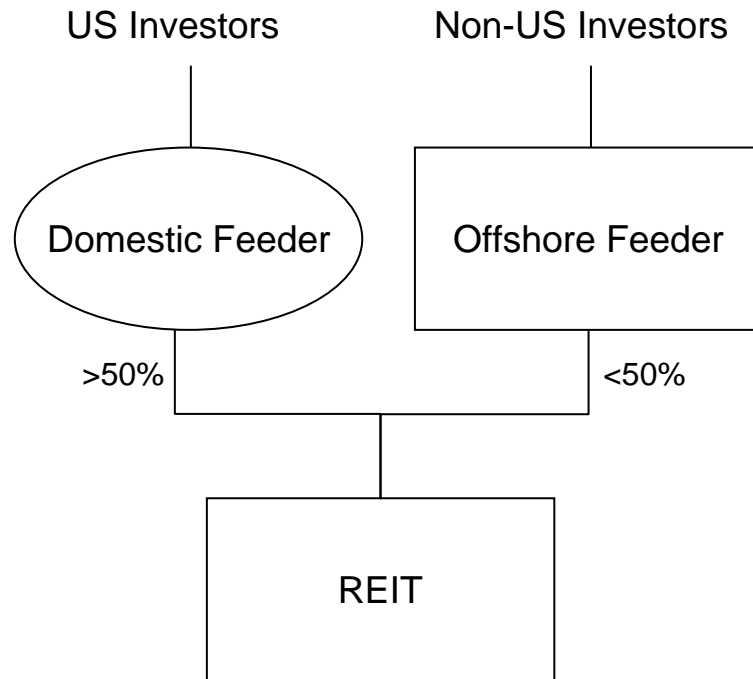 US Investors
Non-US Investors
Domestic Feeder
Offshore Feeder
>50%
<50%
REIT